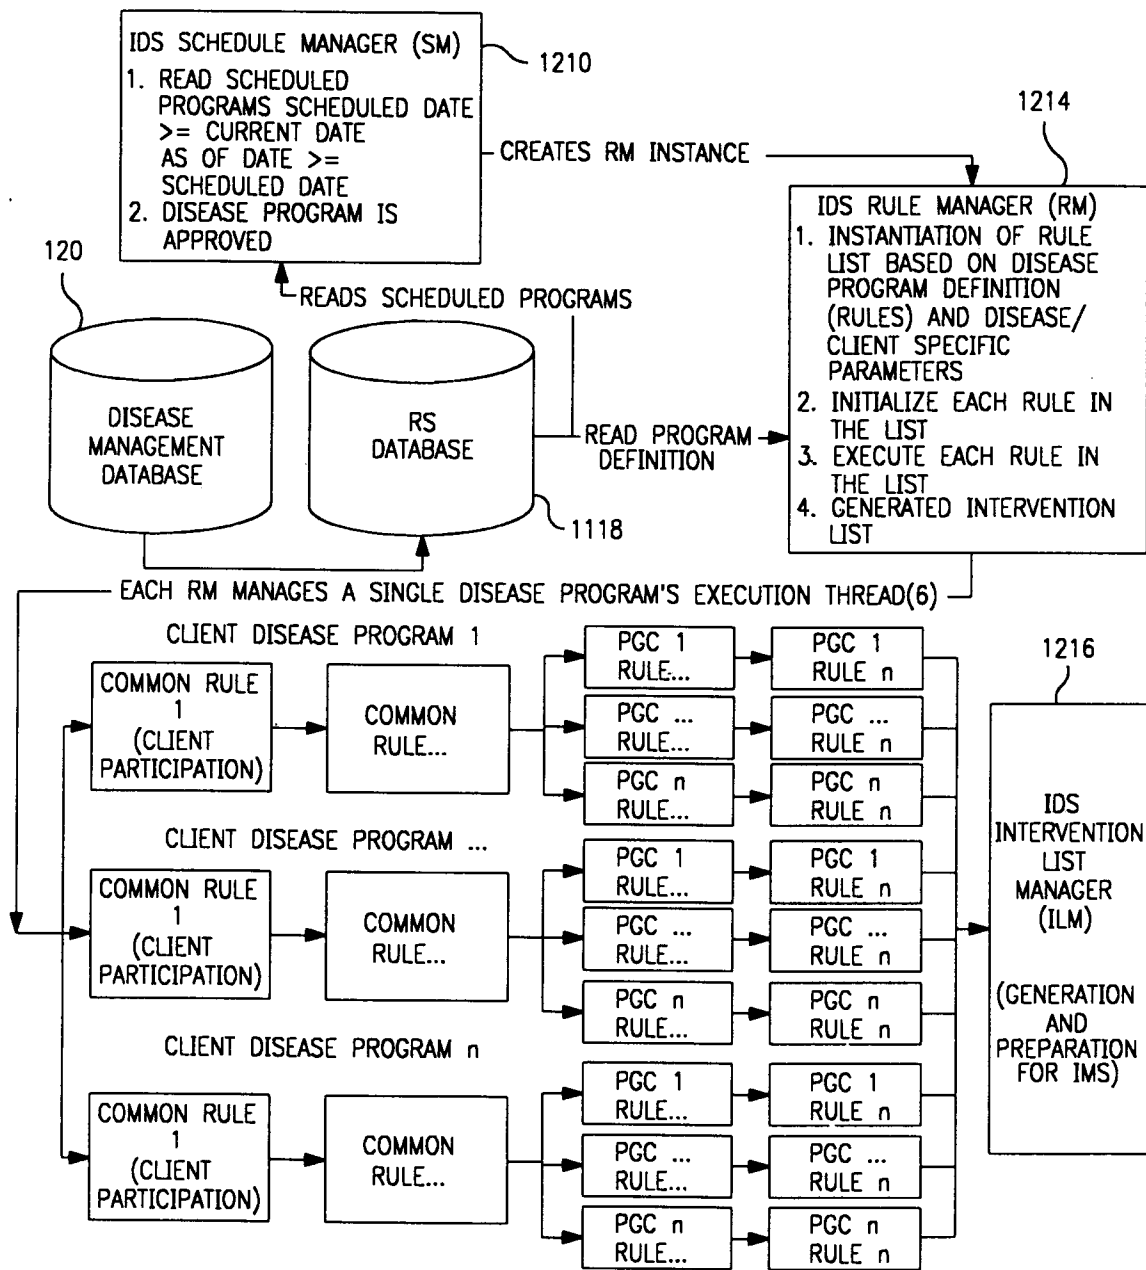 IDS SCHEDULE MANAGER (SM)
1. READ SCHEDULED
PROGRAMS SCHEDULED DATE
>= CURRENT DATE
AS OF DATE >=
SCHEDULED DATE
2. DISEASE PROGRAM IS
APPROVED
1210
CREATES RM INSTANCE
1214
IDS RULE MANAGER (RM)
1. INSTANTIATION OF RULE
LIST BASED ON DISEASE
PROGRAM DEFINITION
(RULES) AND DISEASE/
CLIENT SPECIFIC
PARAMETERS
2. INITIALIZE EACH RULE IN
THE LIST
3. EXECUTE EACH RULE IN
THE LIST
4. GENERATED INTERVENTION
LIST
120
READS SCHEDULED PROGRAMS
DISEASE
MANAGEMENT
DATABASE
RS
DATABASE
READ PROGRAM
DEFINITION
1118
EACH RM MANAGES A SINGLE DISEASE PROGRAM'S EXECUTION THREAD(6)
CLIENT DISEASE PROGRAM 1
COMMON RULE
1
(CLIENT
PARTICIPATION)
COMMON
RULE...
PGC 1
RULE...
PGC 1
RULE n
PGC ...
RULE...
PGC ...
RULE n
PGC n
RULE...
PGC n
RULE n
CLIENT DISEASE PROGRAM ...
COMMON RULE
1
(CLIENT
PARTICIPATION)
COMMON
RULE...
PGC 1
RULE...
PGC 1
RULE n
PGC ...
RULE...
PGC ...
RULE n
PGC n
RULE...
PGC n
RULE n
CLIENT DISEASE PROGRAM n
COMMON RULE
1
(CLIENT
PARTICIPATION)
COMMON
RULE...
PGC 1
RULE...
PGC 1
RULE n
PGC ...
RULE...
PGC ...
RULE n
PGC n
RULE...
PGC n
RULE n
1216
IDS
INTERVENTION
LIST
MANAGER
(ILM)
(GENERATION
AND
PREPARATION
FOR IMS)